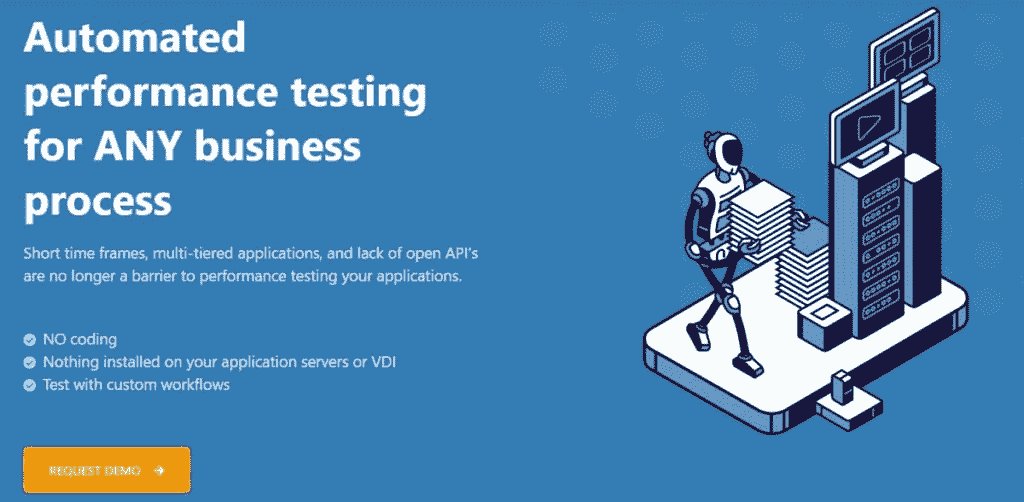 Automated
performance testing
for ANY business
process
Short time frames, multi-tiered applications, and lack of open API's
are no longer a barrier to performance testing your applications.
NO coding
Nothing installed on your application servers or VDI
Test with custom workflows
REQUEST DEMO